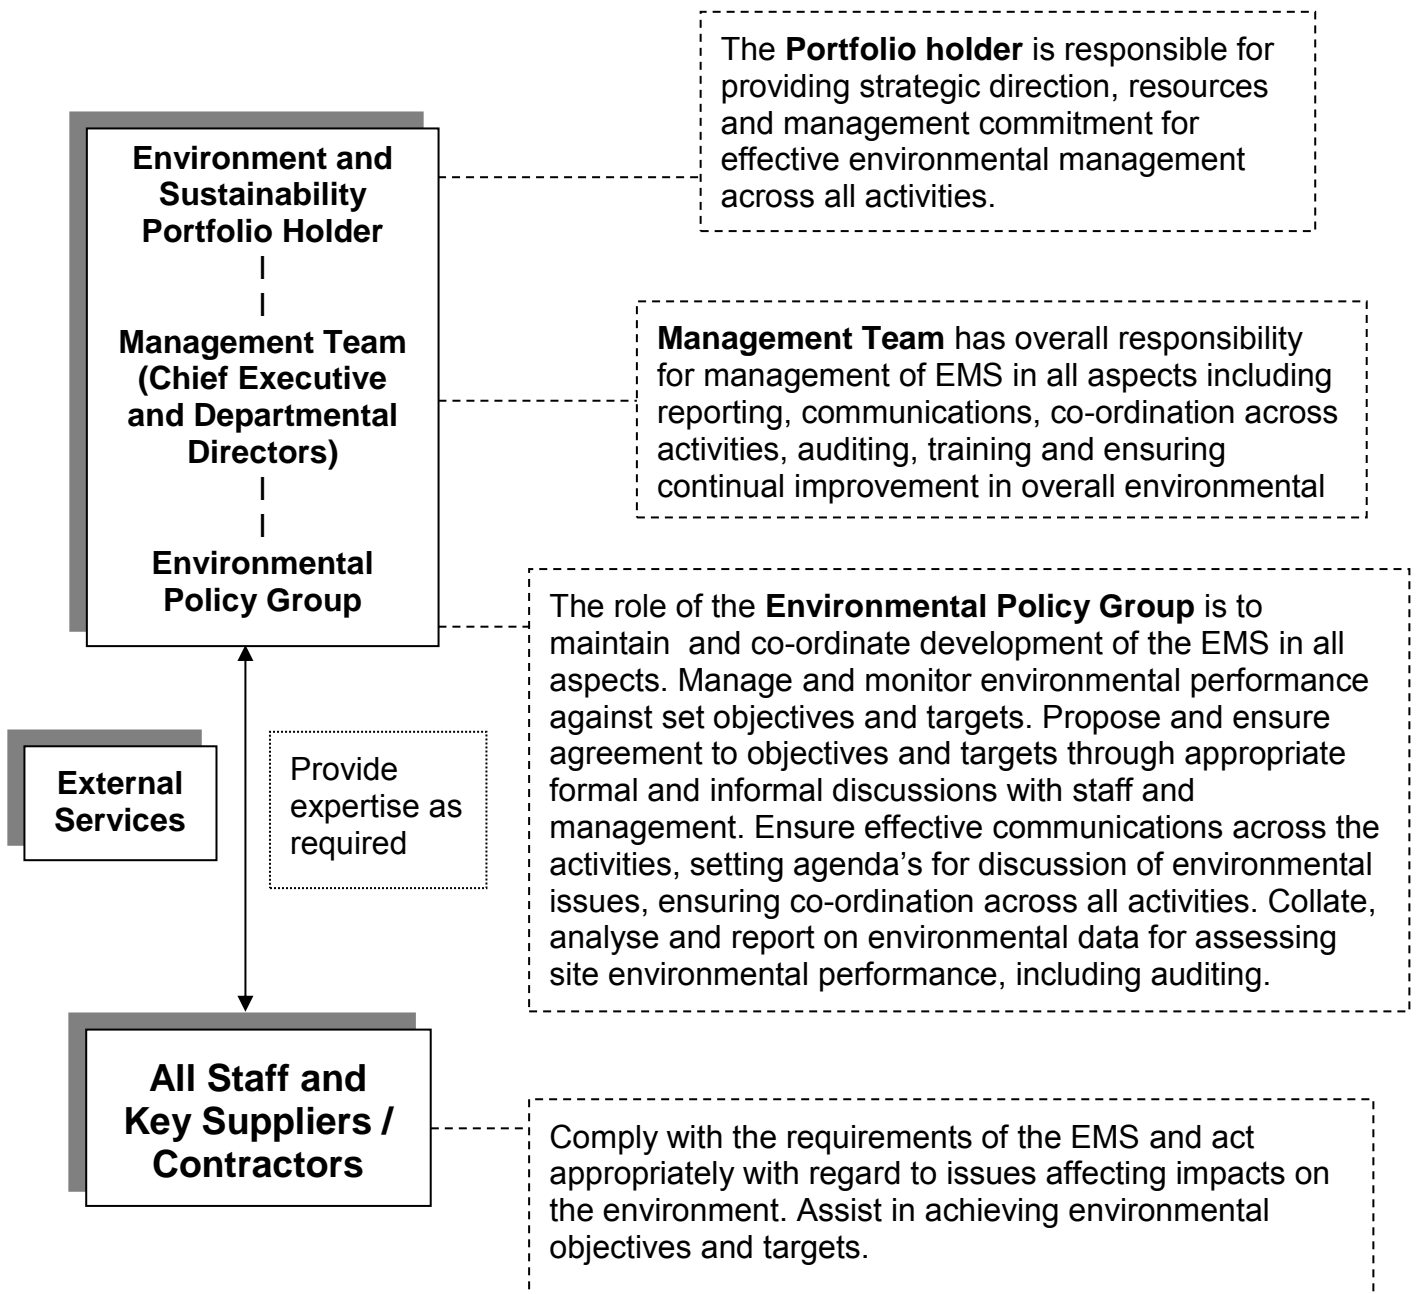 The Portfolio holder is responsible for
providing strategic direction, resources
and management commitment for
effective environmental management
across all activities.
Environment and
Sustainability
Portfolio Holder
Management Team
(Chief Executive
and Departmental
Directors)
Environmental
Policy Group
Management Team has overall responsibility
for management of EMS in all aspects including
reporting, communications, co-ordination across
activities, auditing, training and ensuring
continual improvement in overall environmental
The role of the Environmental Policy Group is to
maintain and co-ordinate development of the EMS in all
aspects. Manage and monitor environmental performance
against set objectives and targets. Propose and ensure
agreement to objectives and targets through appropriate
formal and informal discussions with staff and
management. Ensure effective communications across the
activities, setting agenda’s for discussion of environmental
issues, ensuring co-ordination across all activities. Collate,
analyse and report on environmental data for assessing
site environmental performance, including auditing.
External
Services
Provide
expertise as
required
All Staff and
Key Suppliers /
Contractors
Comply with the requirements of the EMS and act
appropriately with regard to issues affecting impacts on
the environment. Assist in achieving environmental
objectives and targets.